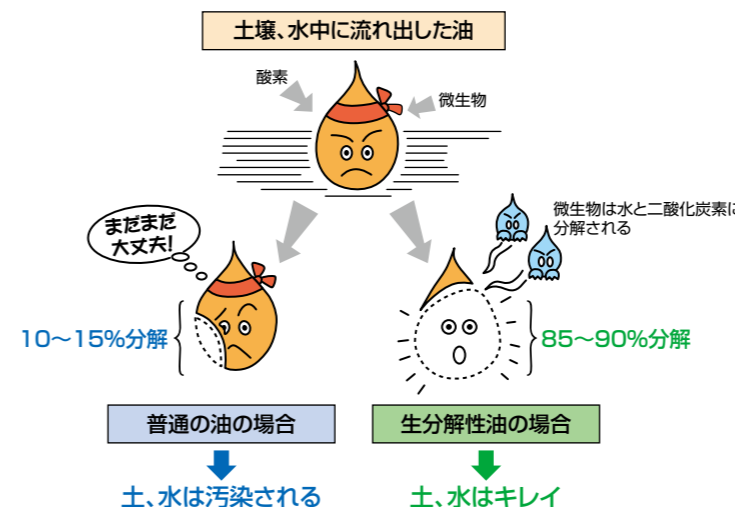 土壌、水中に流れ出した油
酸素
微生物
微生物は水と二酸化炭素に
分解される
まだまだ
大丈夫!
10〜15%分解
85〜90%分解
普通の油の場合
生分解性油の場合
土、水は汚染される
土、水はキレイ